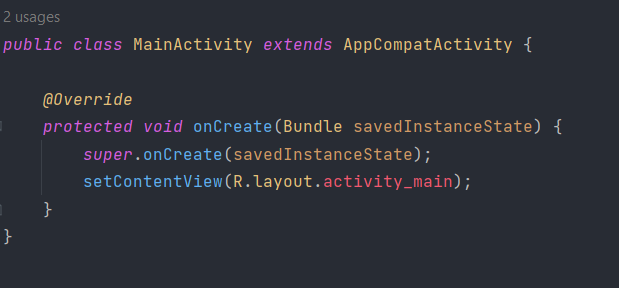 2 usages
public class MainActivity extends AppCompatActivity {
@Override
protected void onCreate(Bundle savedInstanceState) {
super.onCreate(savedInstanceState);
setContentView(R.layout.activity_main);
}
}